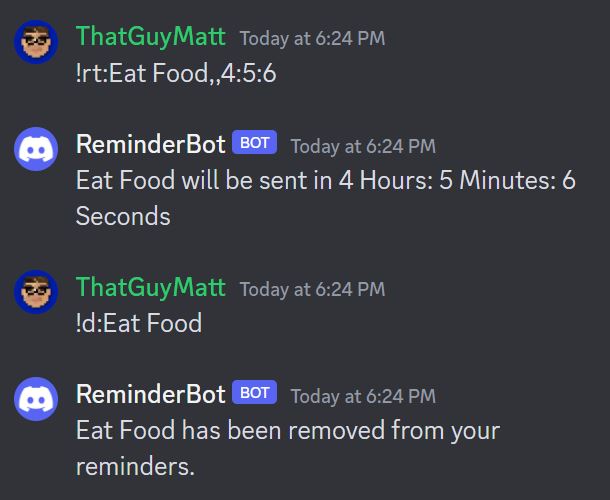 ThatGuyMatt Today at 6:24 PM
!rt:Eat Food,,4:5:6
ReminderBot BOT Today at 6:24 PM
Eat Food will be sent in 4 Hours: 5 Minutes: 6
Seconds
ThatGuyMatt Today at 6:24 PM
!d:Eat Food
ReminderBot BOT Today at 6:24 PM
Eat Food has been removed from your
reminders.